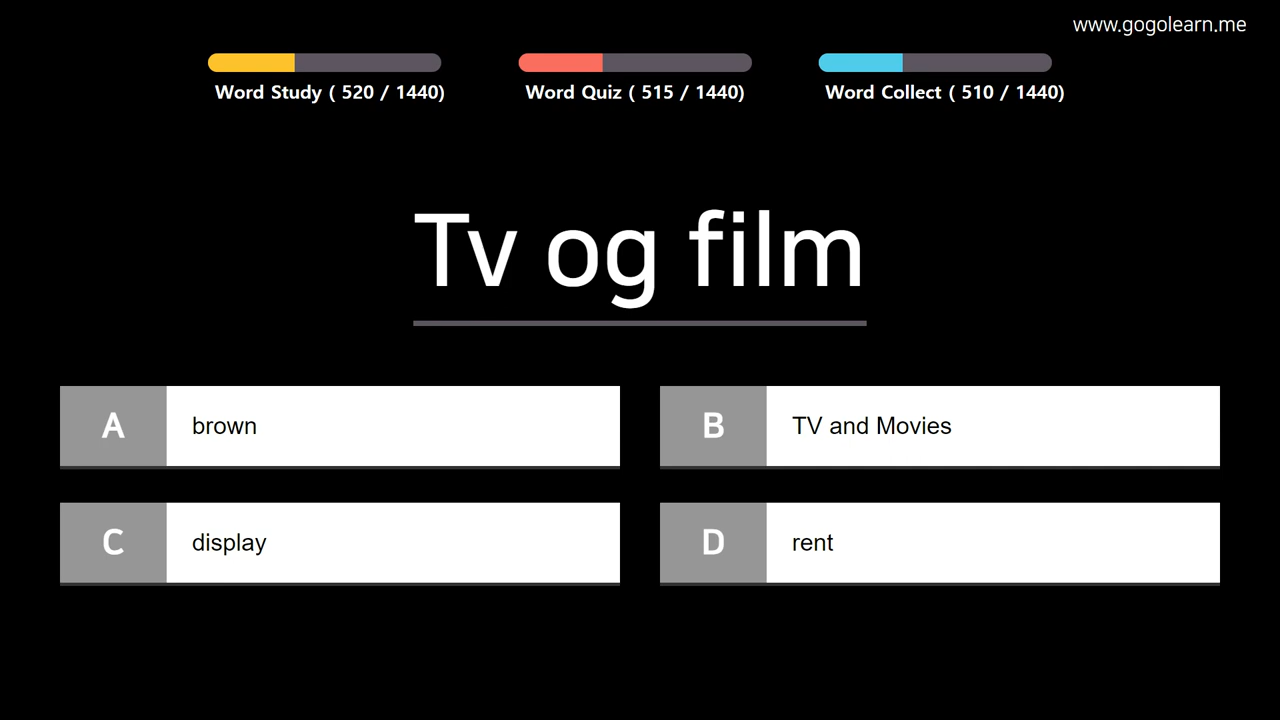 www.gogolearn.me
Word Study ( 520 / 1440)
Word Quiz ( 515 / 1440)
Word Collect ( 510 / 1440)
Tv og film
A
brown
B
TV and Movies
C
display
D
rent